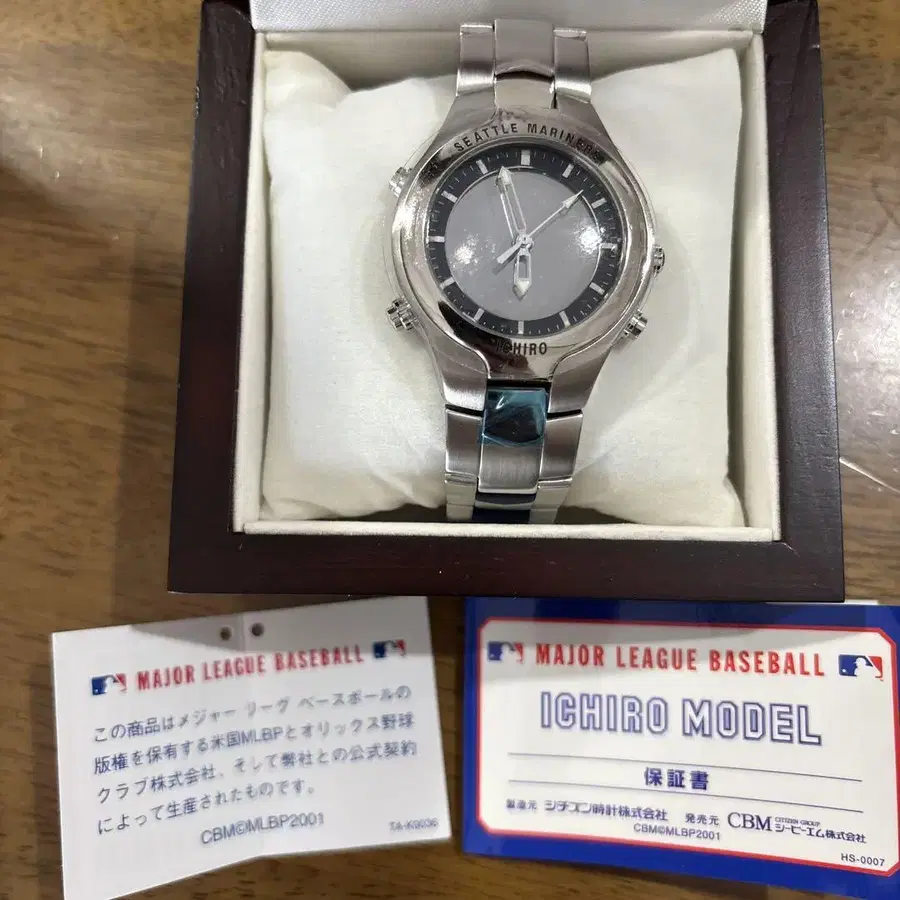 SEATTLE MARINERS
ICHIRO
MAJOR LEAGUE BASEBALL
この商品はメジャー リーグ ベースボールの
版権を保有する米国MLBPとオリックス野球
クラブ株式会社、そして弊社との公式契約
によって生産されたものです。
CBM©MLBP2001
TA-K9036
MAJOR LEAGUE BASEBALL
ICHIRO MODEL
保証書
製造元 シチズン時計株式会社 発売元 CBM CITIZEN GROUP シービーエム株式会社
CBM©MLBP2001
HS-0007